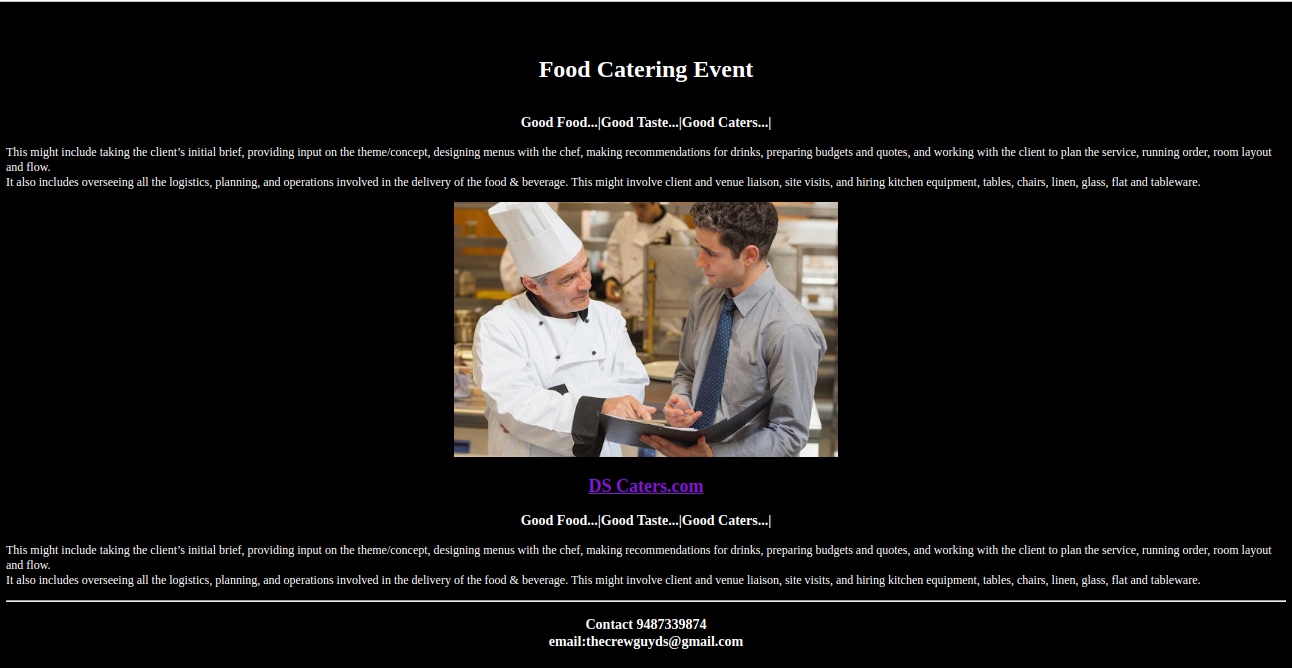 Food Catering Event
Good Food...|Good Taste...|Good Caters...|
This might include taking the client’s initial brief, providing input on the theme/concept, designing menus with the chef, making recommendations for drinks, preparing budgets and quotes, and working with the client to plan the service, running order, room layout
and flow.
It also includes overseeing all the logistics, planning, and operations involved in the delivery of the food & beverage. This might involve client and venue liaison, site visits, and hiring kitchen equipment, tables, chairs, linen, glass, flat and tableware.
DS Caters.com
Good Food...|Good Taste...|Good Caters...|
This might include taking the client’s initial brief, providing input on the theme/concept, designing menus with the chef, making recommendations for drinks, preparing budgets and quotes, and working with the client to plan the service, running order, room layout
and flow.
It also includes overseeing all the logistics, planning, and operations involved in the delivery of the food & beverage. This might involve client and venue liaison, site visits, and hiring kitchen equipment, tables, chairs, linen, glass, flat and tableware.
Contact 9487339874
email:thecrewguyds@gmail.com